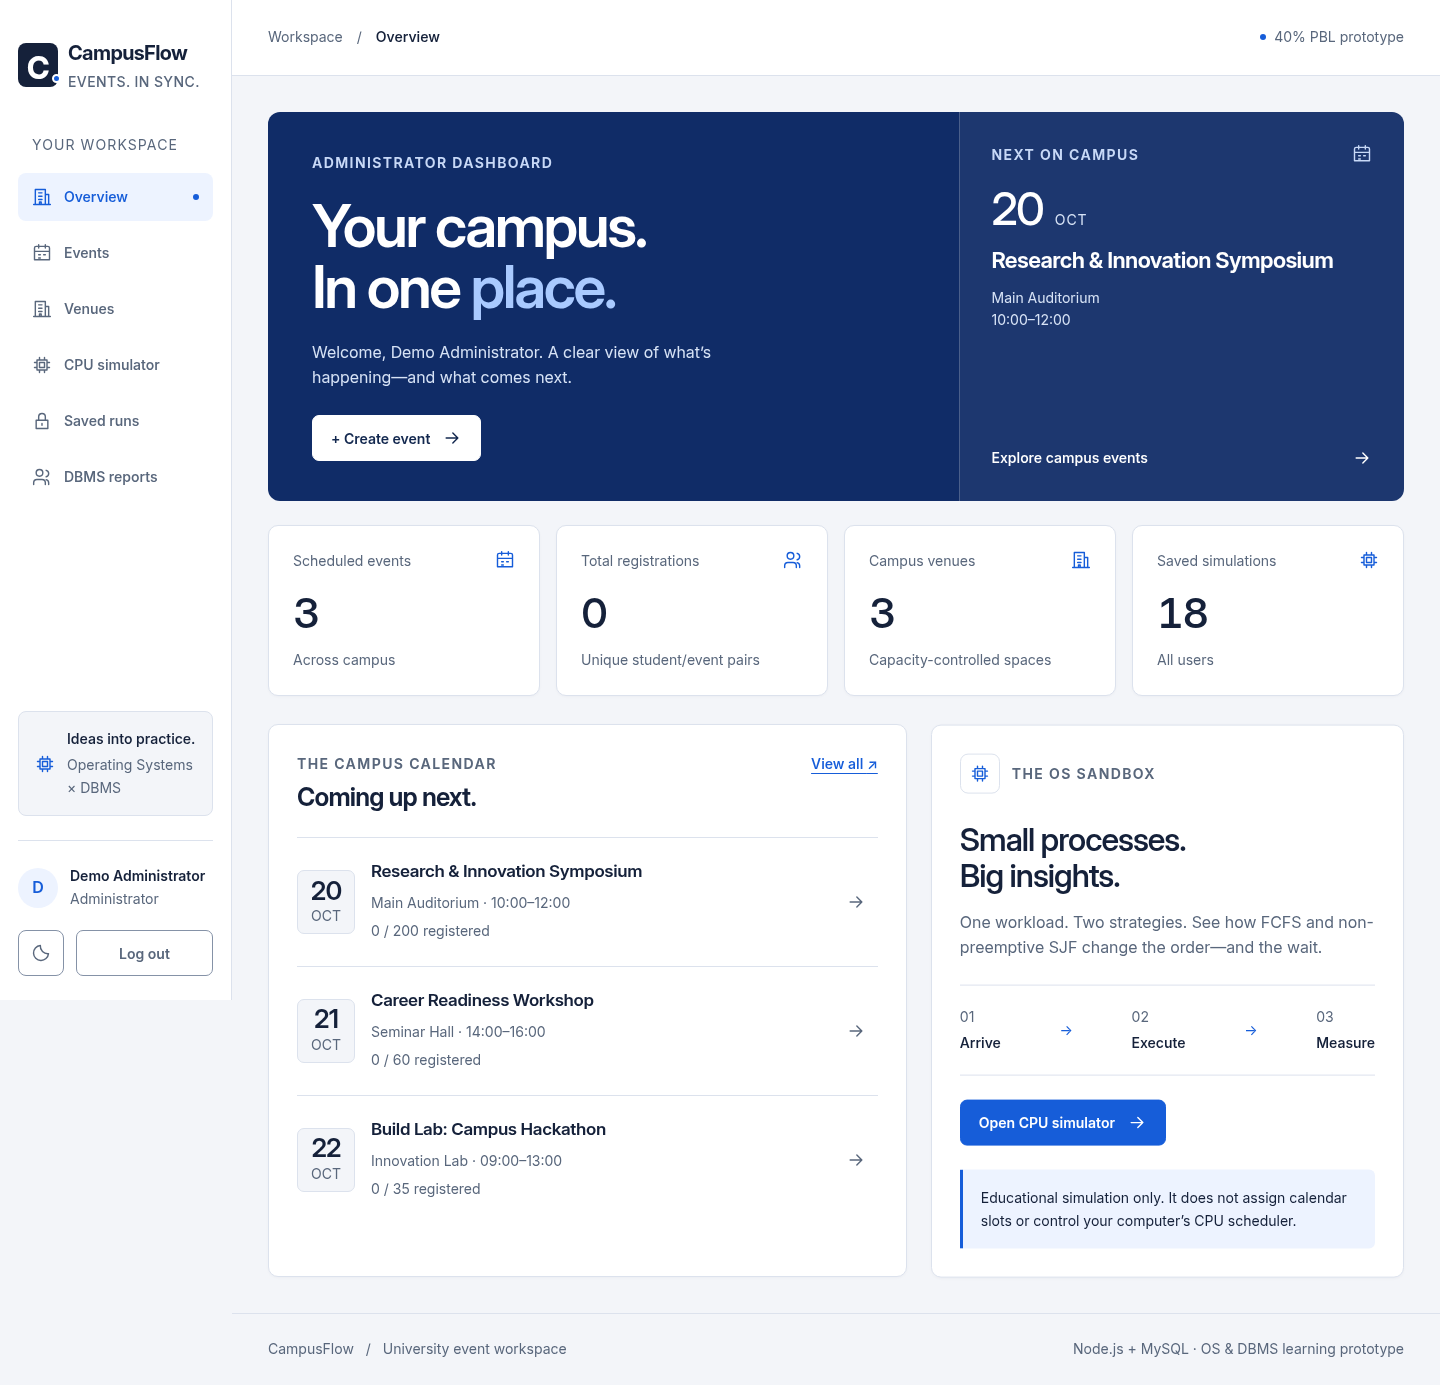 C
CampusFlow
EVENTS. IN SYNC.
YOUR WORKSPACE
Overview
Events
Venues
CPU simulator
Saved runs
DBMS reports
Ideas into practice.
Operating Systems
× DBMS
D
Demo Administrator
Administrator
Log out
Workspace / Overview
40% PBL prototype
ADMINISTRATOR DASHBOARD
Your campus.
In one place.
Welcome, Demo Administrator. A clear view of what’s
happening—and what comes next.
+ Create event
NEXT ON CAMPUS
20 OCT
Research & Innovation Symposium
Main Auditorium
10:00–12:00
Explore campus events
Scheduled events
3
Across campus
Total registrations
0
Unique student/event pairs
Campus venues
3
Capacity-controlled spaces
Saved simulations
18
All users
THE CAMPUS CALENDAR
View all
Coming up next.
20
OCT
Research & Innovation Symposium
Main Auditorium · 10:00–12:00
0 / 200 registered
21
OCT
Career Readiness Workshop
Seminar Hall · 14:00–16:00
0 / 60 registered
22
OCT
Build Lab: Campus Hackathon
Innovation Lab · 09:00–13:00
0 / 35 registered
THE OS SANDBOX
Small processes.
Big insights.
One workload. Two strategies. See how FCFS and non-
preemptive SJF change the order—and the wait.
01
Arrive
02
Execute
03
Measure
Open CPU simulator
Educational simulation only. It does not assign calendar
slots or control your computer’s CPU scheduler.
CampusFlow / University event workspace
Node.js + MySQL · OS & DBMS learning prototype